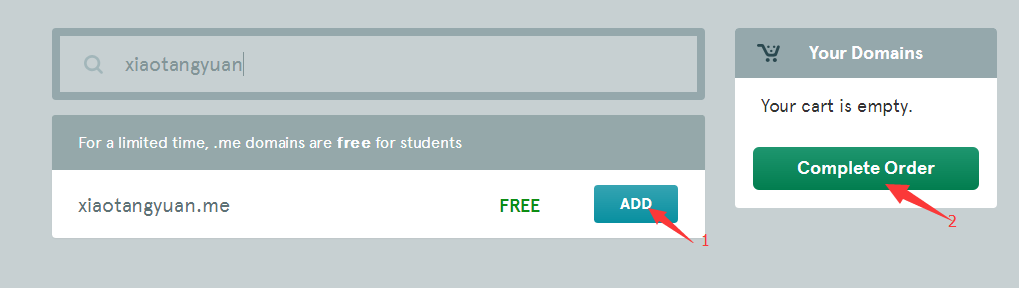 xiaotangyuan
For a limited time, .me domains are free for students
xiaotangyuan.me FREE ADD
1
Your Domains
Your cart is empty.
Complete Order
2